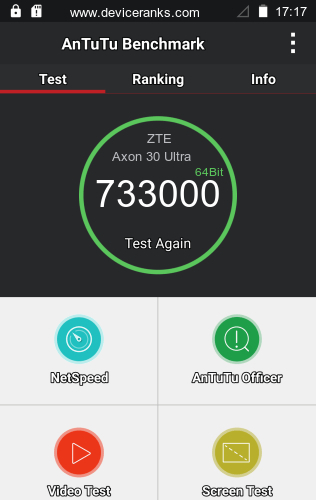 www.deviceranks.com 17:17
AnTuTu Benchmark
Test Ranking Info
ZTE
Axon 30 Ultra
64Bit
733000
Test Again
NetSpeed AnTuTu Officer
Video Test Screen Test